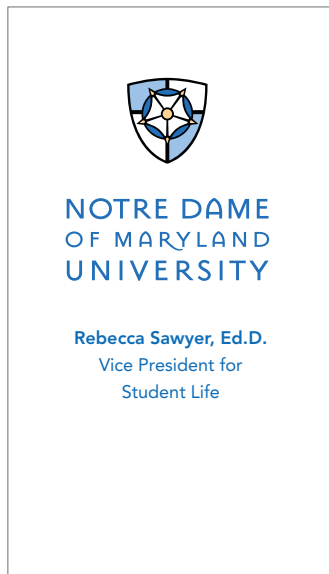 NOTRE DAME
OF MARYLAND
UNIVERSITY
Rebecca Sawyer, Ed.D.
Vice President for
Student Life